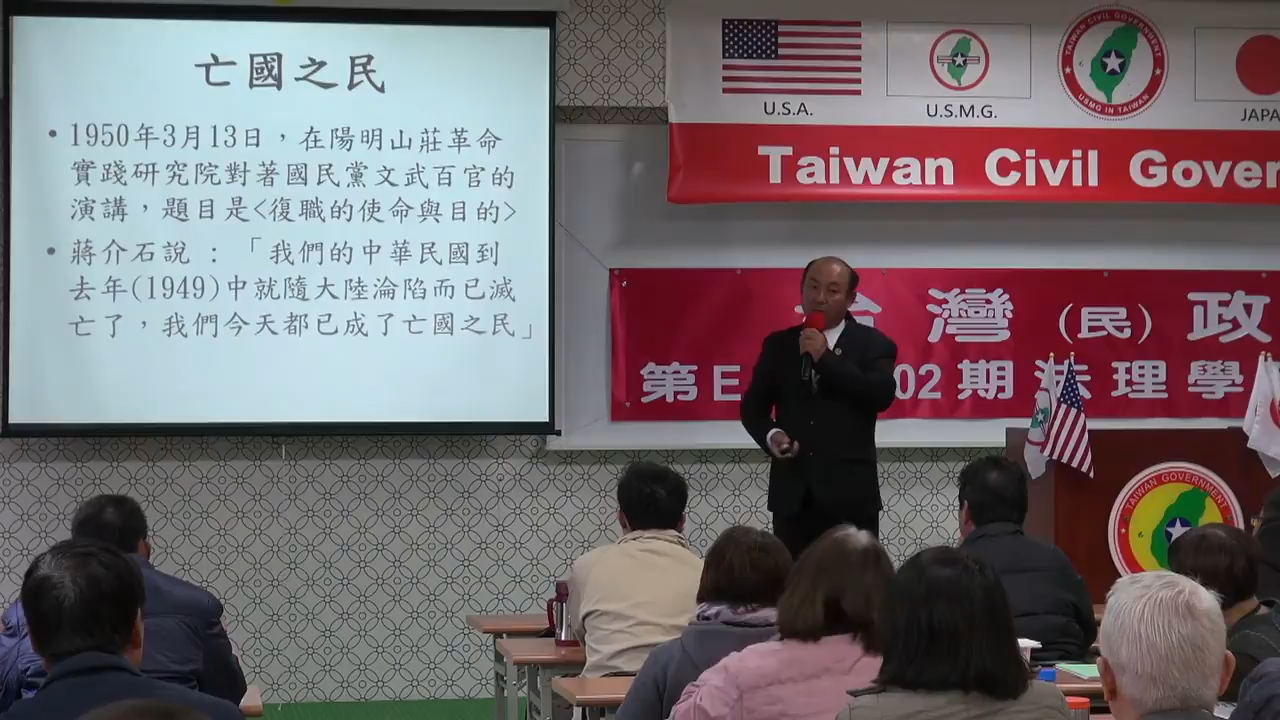 亡國之民
• 1950年3月13日，在陽明山莊革命
實踐研究院對著國民黨文武百官的
演講，題目是<復職的使命與目的>
• 蔣介石說 : 「我們的中華民國到
去年(1949)中就隨大陸淪陷而已滅
亡了，我們今天都已成了亡國之民」
U.S.A.
U.S.M.G.
TAIWAN CIVIL GOVERNMENT
USMG IN TAIWAN
JAPA
Taiwan Civil Gover
台灣（民）政
第E 02期法理學
TAIWAN GOVERNMENT